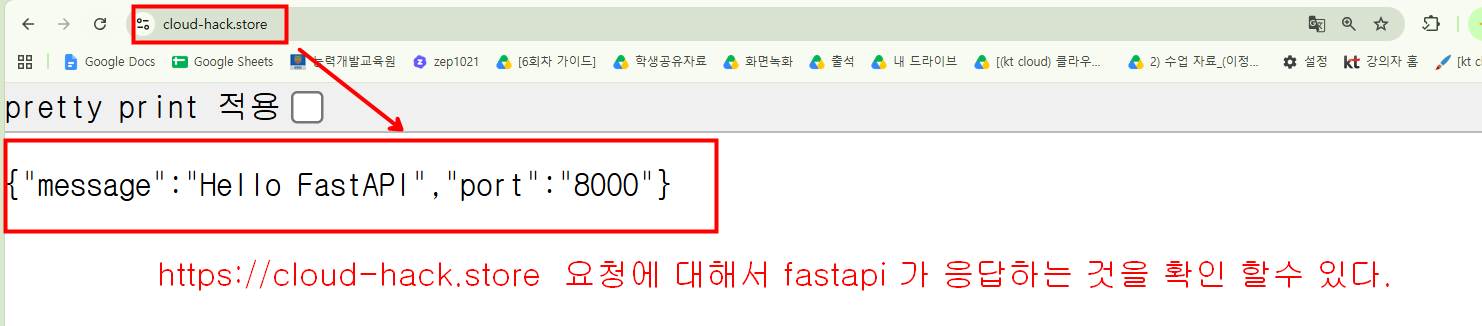 cloud-hack.store
Google Docs Google Sheets 능력개발교육원 zep1021 [6회차 가이드] 학생공유자료 화면녹화 출석 내 드라이브 [(kt cloud) 클라우... 2) 수업 자료_(이정... 설정 kt 강의자 홈 [kt cl
pretty print 적용
{"message":"Hello FastAPI","port":"8000"}
https://cloud-hack.store 요청에 대해서 fastapi 가 응답하는 것을 확인 할수 있다.